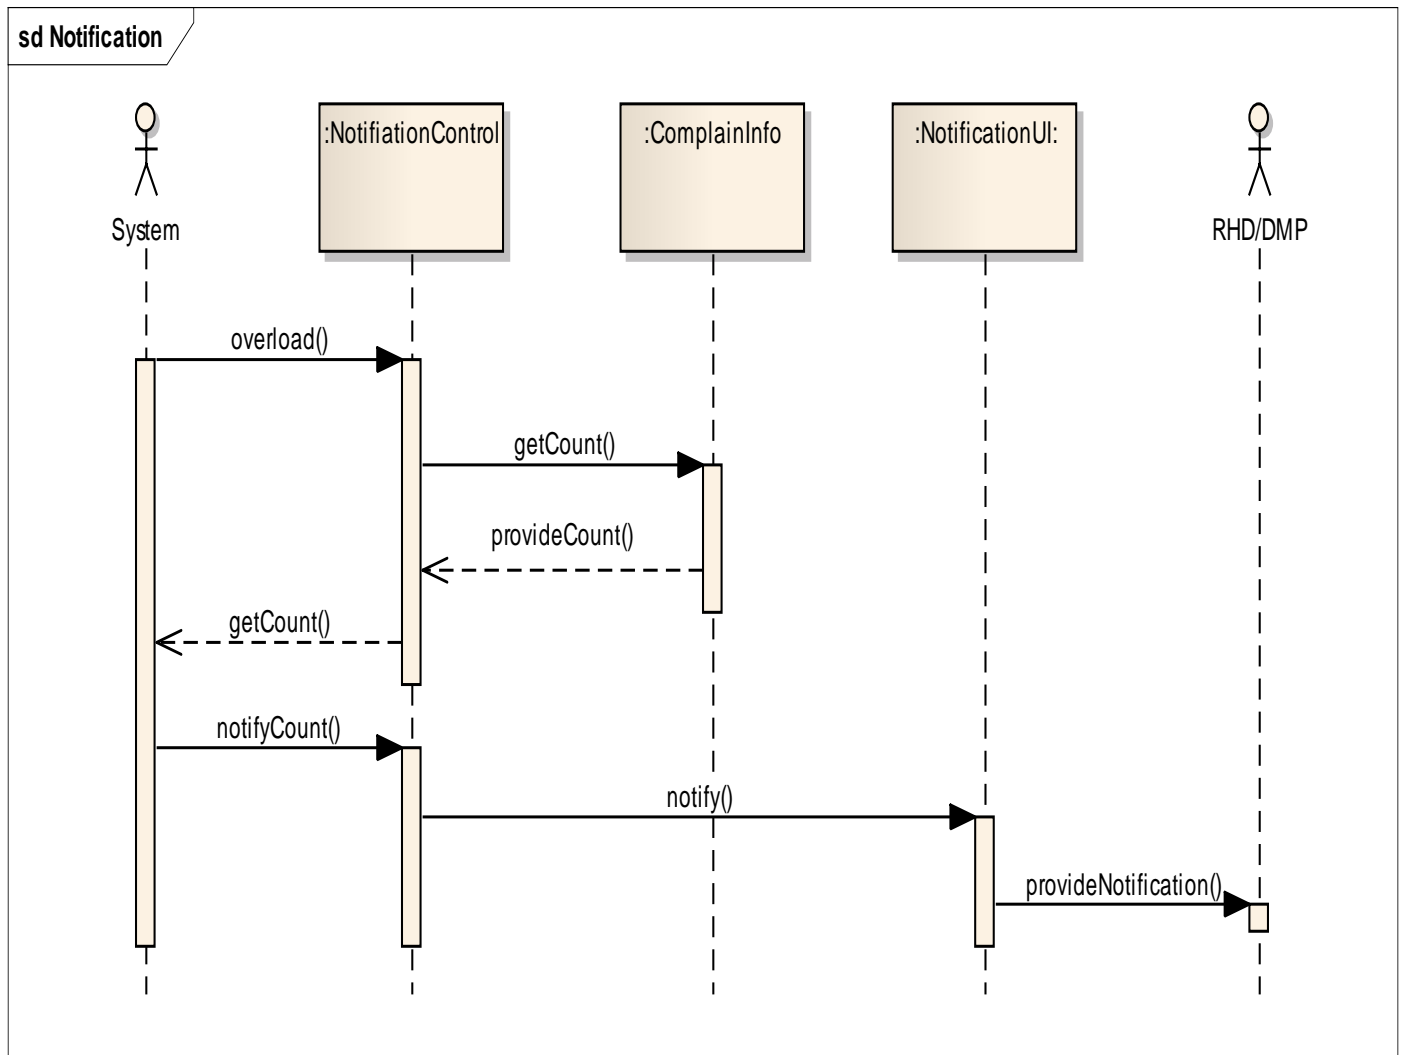 sd Notification
:NotifiationControl
:ComplainInfo
:NotificationUI:
System
RHD/DMP
overload()
getCount()
provideCount()
getCount()
notifyCount()
notify()
provideNotification()